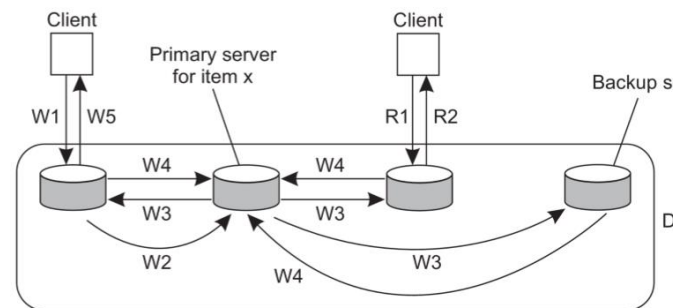 Client
Client
Primary server
for item x
Backup s
W1
W5
R1
R2
W4
W4
W3
W3
W2
W3
W4
D